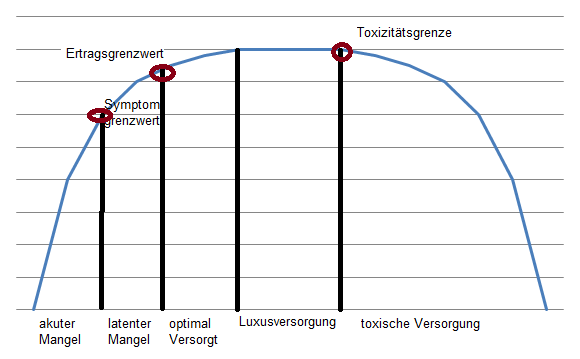 Toxizitätsgrenze
Ertragsgrenzwert
Symptom
grenzwert
akuter
Mangel
latenter
Mangel
optimal
Versorgt
Luxusversorgung
toxische Versorgung